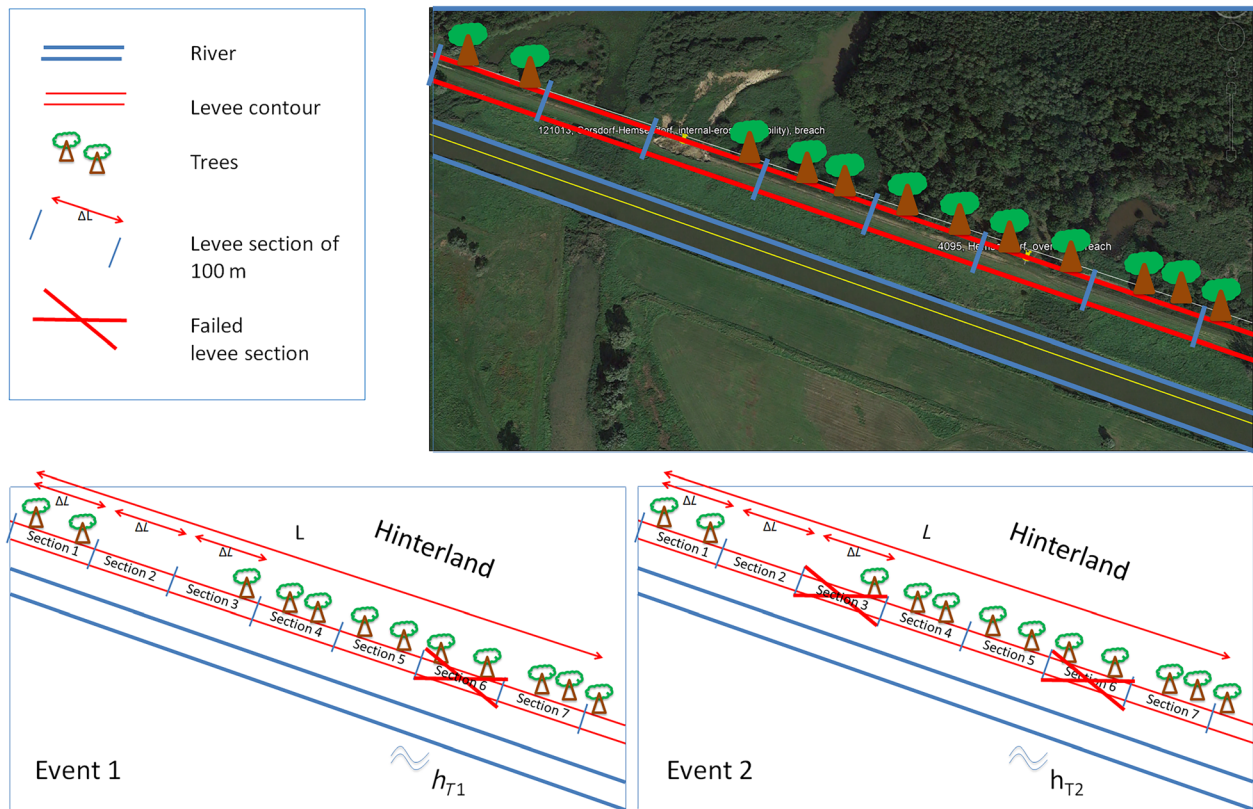 River
Levee contour
Trees
ΔL
Levee section of
100 m
Failed
levee section
breach
4095,
breach
ΔL
ΔL
ΔL
L
Hinterland
Section 1
Section 2
Section 3
Section 4
Section 5
Section 6
Section 7
Event 1
hT1
ΔL
ΔL
ΔL
L
Hinterland
Section 1
Section 2
Section 3
Section 4
Section 5
Section 6
Section 7
Event 2
hT2